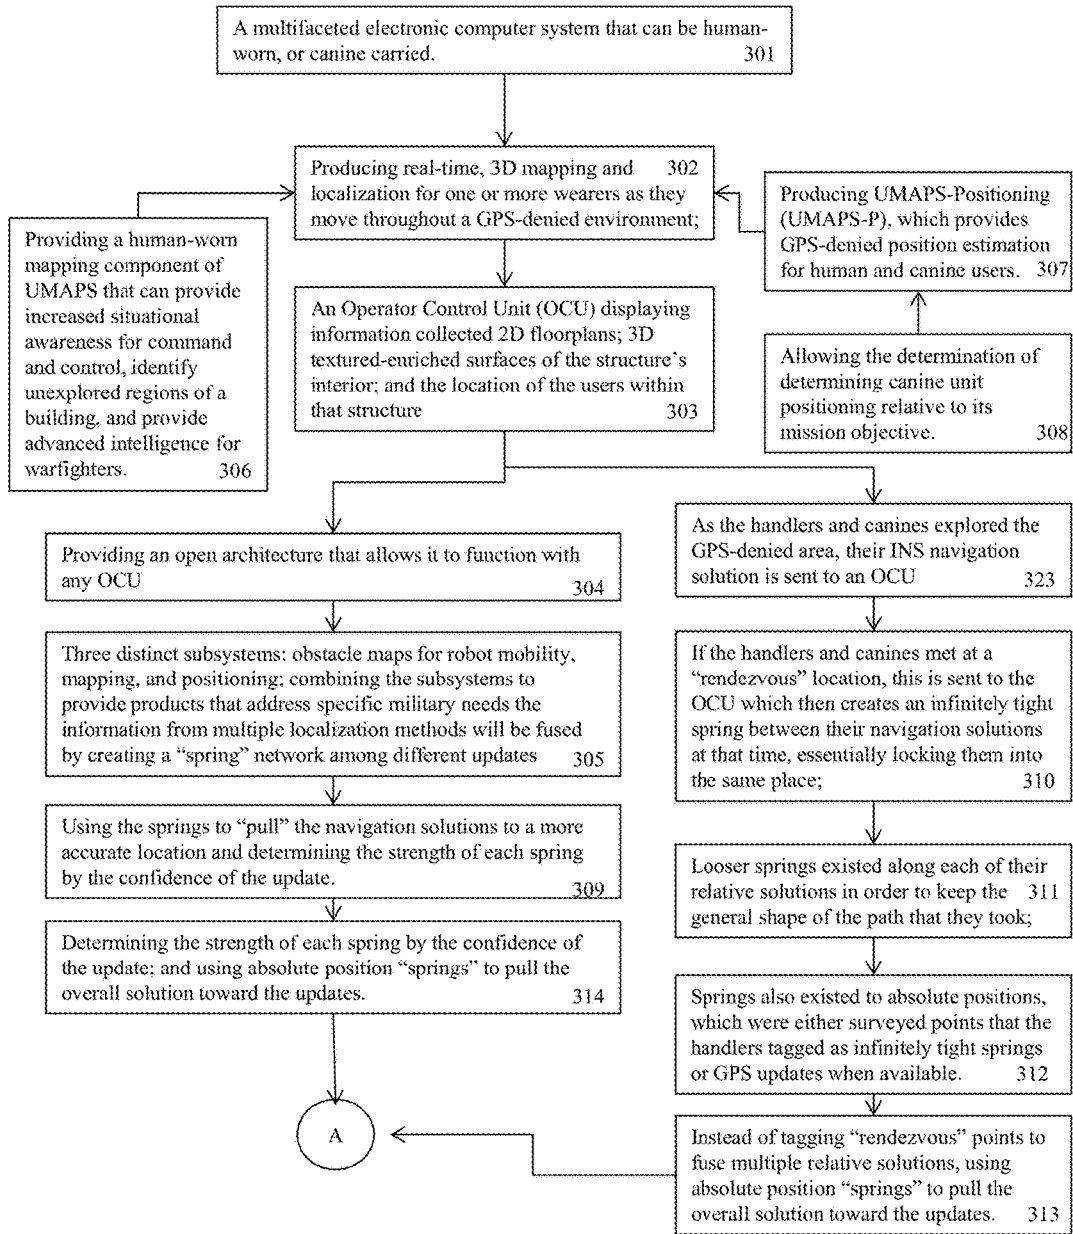 A multifaceted electronic computer system that can be human-
worn, or canine carried. 301
Producing real-time, 3D mapping and 302
localization for one or more wearers as they
move throughout a GPS-denied environment;
Producing UMAPS-Positioning
(UMAPS-P), which provides
GPS-denied position estimation
for human and canine users. 307
Providing a human-worn
mapping component of
UMAPS that can provide
increased situational
awareness for command
and control, identify
unexplored regions of a
building, and provide
advanced intelligence for
warfighters. 306
An Operator Control Unit (OCU) displaying
information collected 2D floorplans; 3D
textured-enriched surfaces of the structure's
interior; and the location of the users within
that structure 303
Allowing the determination of
determining canine unit
positioning relative to its
mission objective. 308
Providing an open architecture that allows it to function with
any OCU 304
Three distinct subsystems: obstacle maps for robot mobility,
mapping, and positioning; combining the subsystems to
provide products that address specific military needs the
information from multiple localization methods will be fused
by creating a “spring” network among different updates 305
Using the springs to “pull” the navigation solutions to a more
accurate location and determining the strength of each spring
by the confidence of the update. 309
Determining the strength of each spring by the confidence of
the update; and using absolute position “springs” to pull the
overall solution toward the updates. 314
A
As the handlers and canines explored the
GPS-denied area, their INS navigation
solution is sent to an OCU 323
If the handlers and canines met at a
“rendezvous” location, this is sent to the
OCU which then creates an infinitely tight
spring between their navigation solutions
at that time, essentially locking them into
the same place; 310
Looser springs existed along each of their
relative solutions in order to keep the 311
general shape of the path that they took;
Springs also existed to absolute positions,
which were either surveyed points that the
handlers tagged as infinitely tight springs
or GPS updates when available. 312
Instead of tagging “rendezvous” points to
fuse multiple relative solutions, using
absolute position “springs” to pull the
overall solution toward the updates. 313